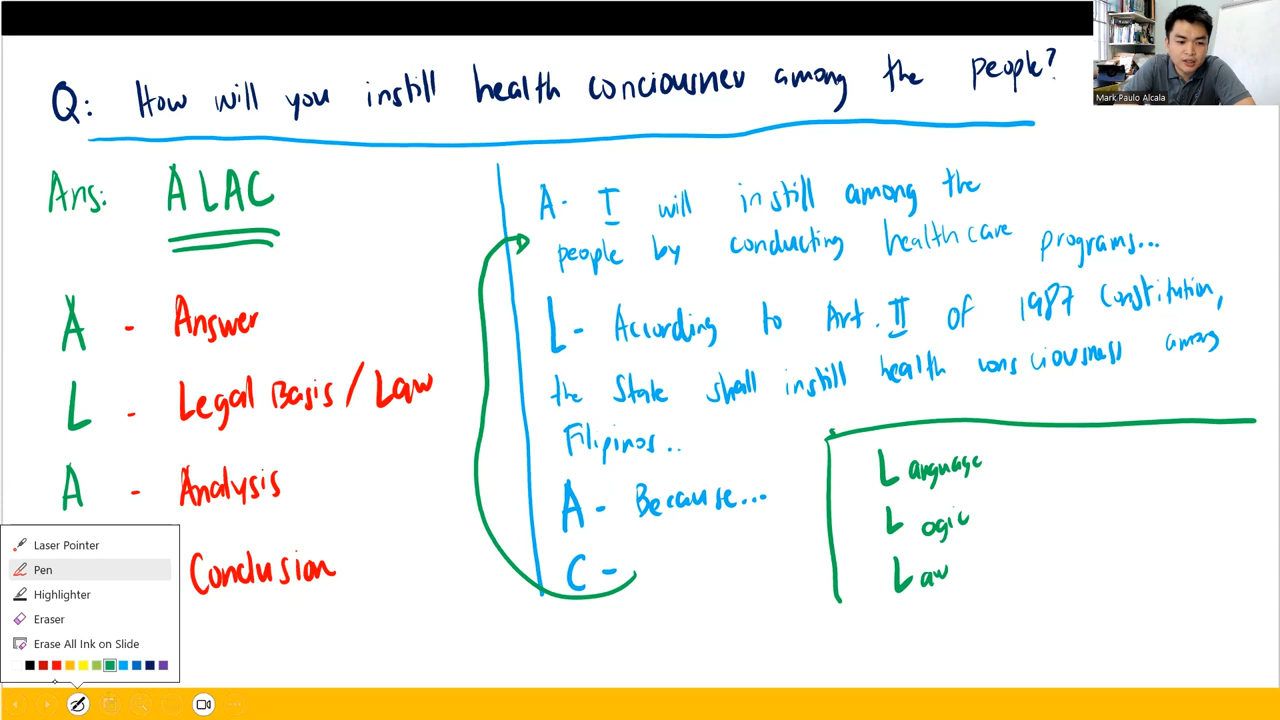 Mark Paulo Alcala
Q: How will you instill health conciousner among the people?
Ans: ALAC
A - Answer
L - Legal Basis / Law
A - Analysis
Conclusion
A - I will instill among the
people by conducting healthcare programs...
L - According to Art. II of 1987 Constitution,
the State shall instill health consciousness among
Filipinos..
A - Because...
C -
Language
Logic
Law
Laser Pointer
Pen
Highlighter
Eraser
Erase All Ink on Slide